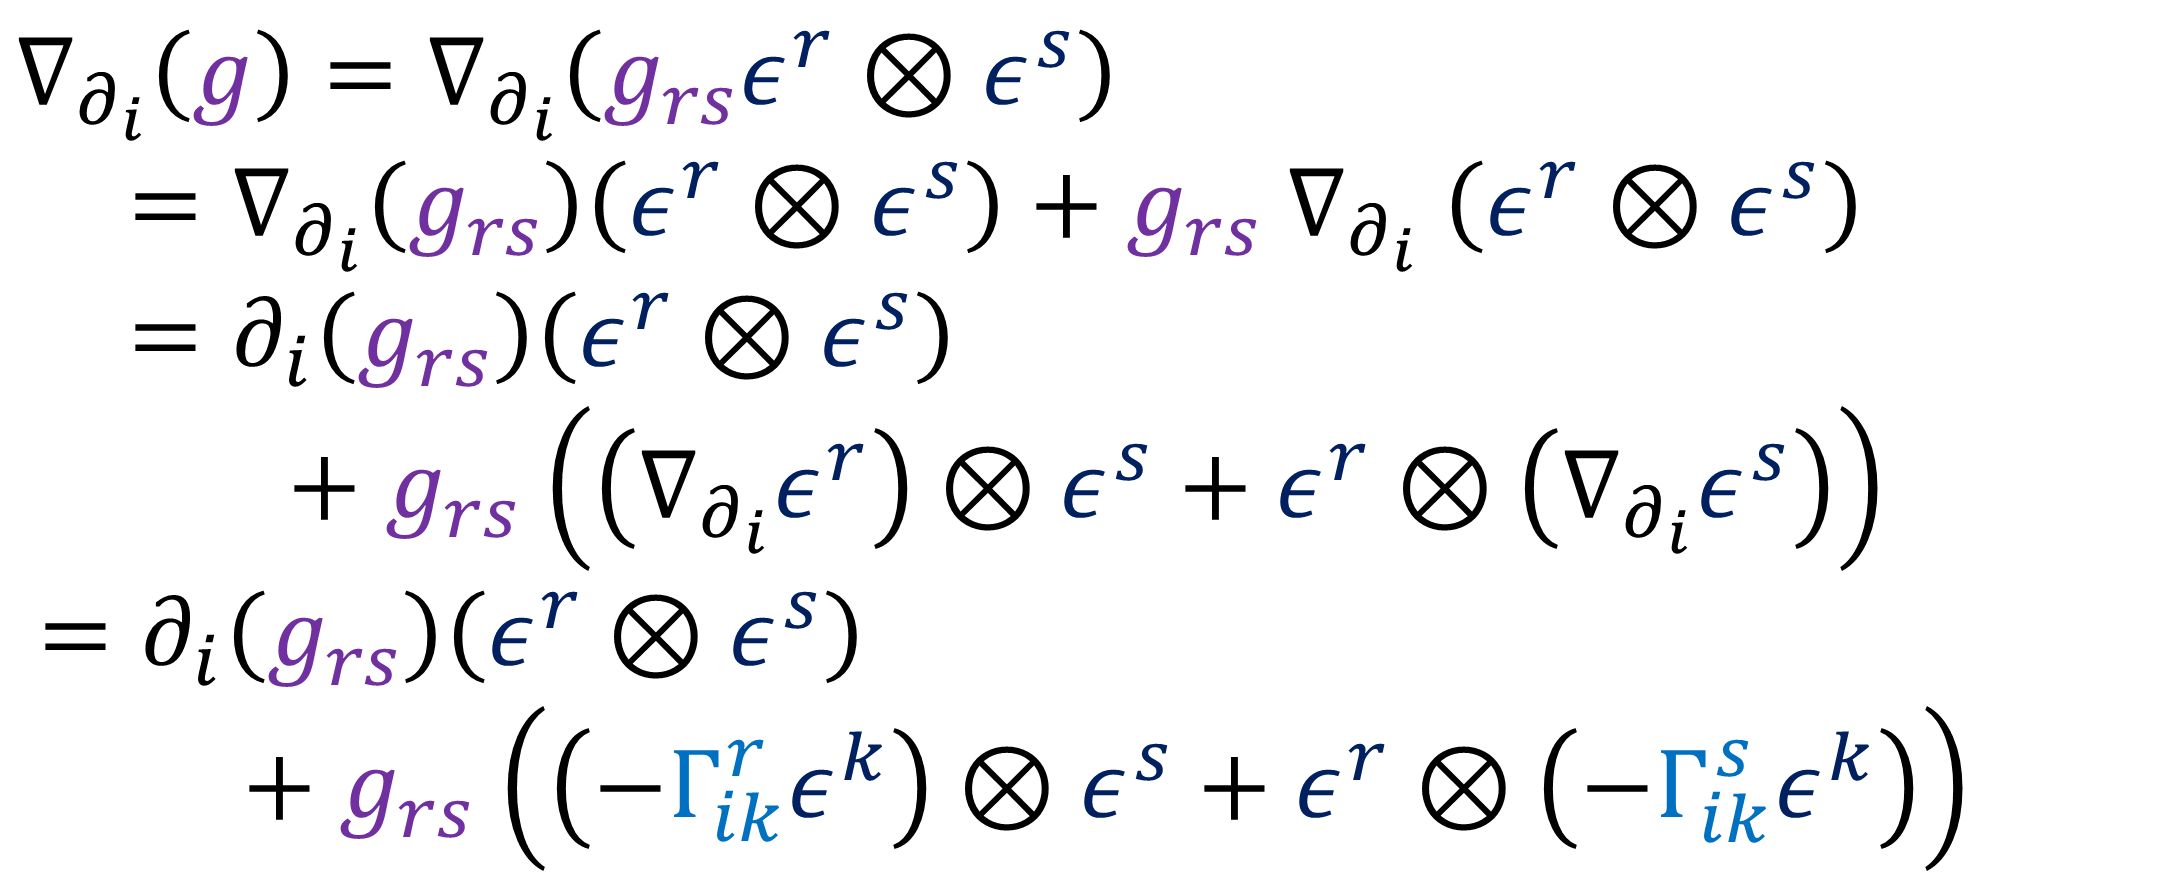 ∇_{∂_i}(g) = ∇_{∂_i}(g_{rs}ϵ^r ⊗ ϵ^s)
= ∇_{∂_i}(g_{rs})(ϵ^r ⊗ ϵ^s) + g_{rs} ∇_{∂_i} (ϵ^r ⊗ ϵ^s)
= ∂_i(g_{rs})(ϵ^r ⊗ ϵ^s)
+ g_{rs} ((∇_{∂_i}ϵ^r) ⊗ ϵ^s + ϵ^r ⊗ (∇_{∂_i}ϵ^s))
= ∂_i(g_{rs})(ϵ^r ⊗ ϵ^s)
+ g_{rs} ((−Γ^r_{ik}ϵ^k) ⊗ ϵ^s + ϵ^r ⊗ (−Γ^s_{ik}ϵ^k))